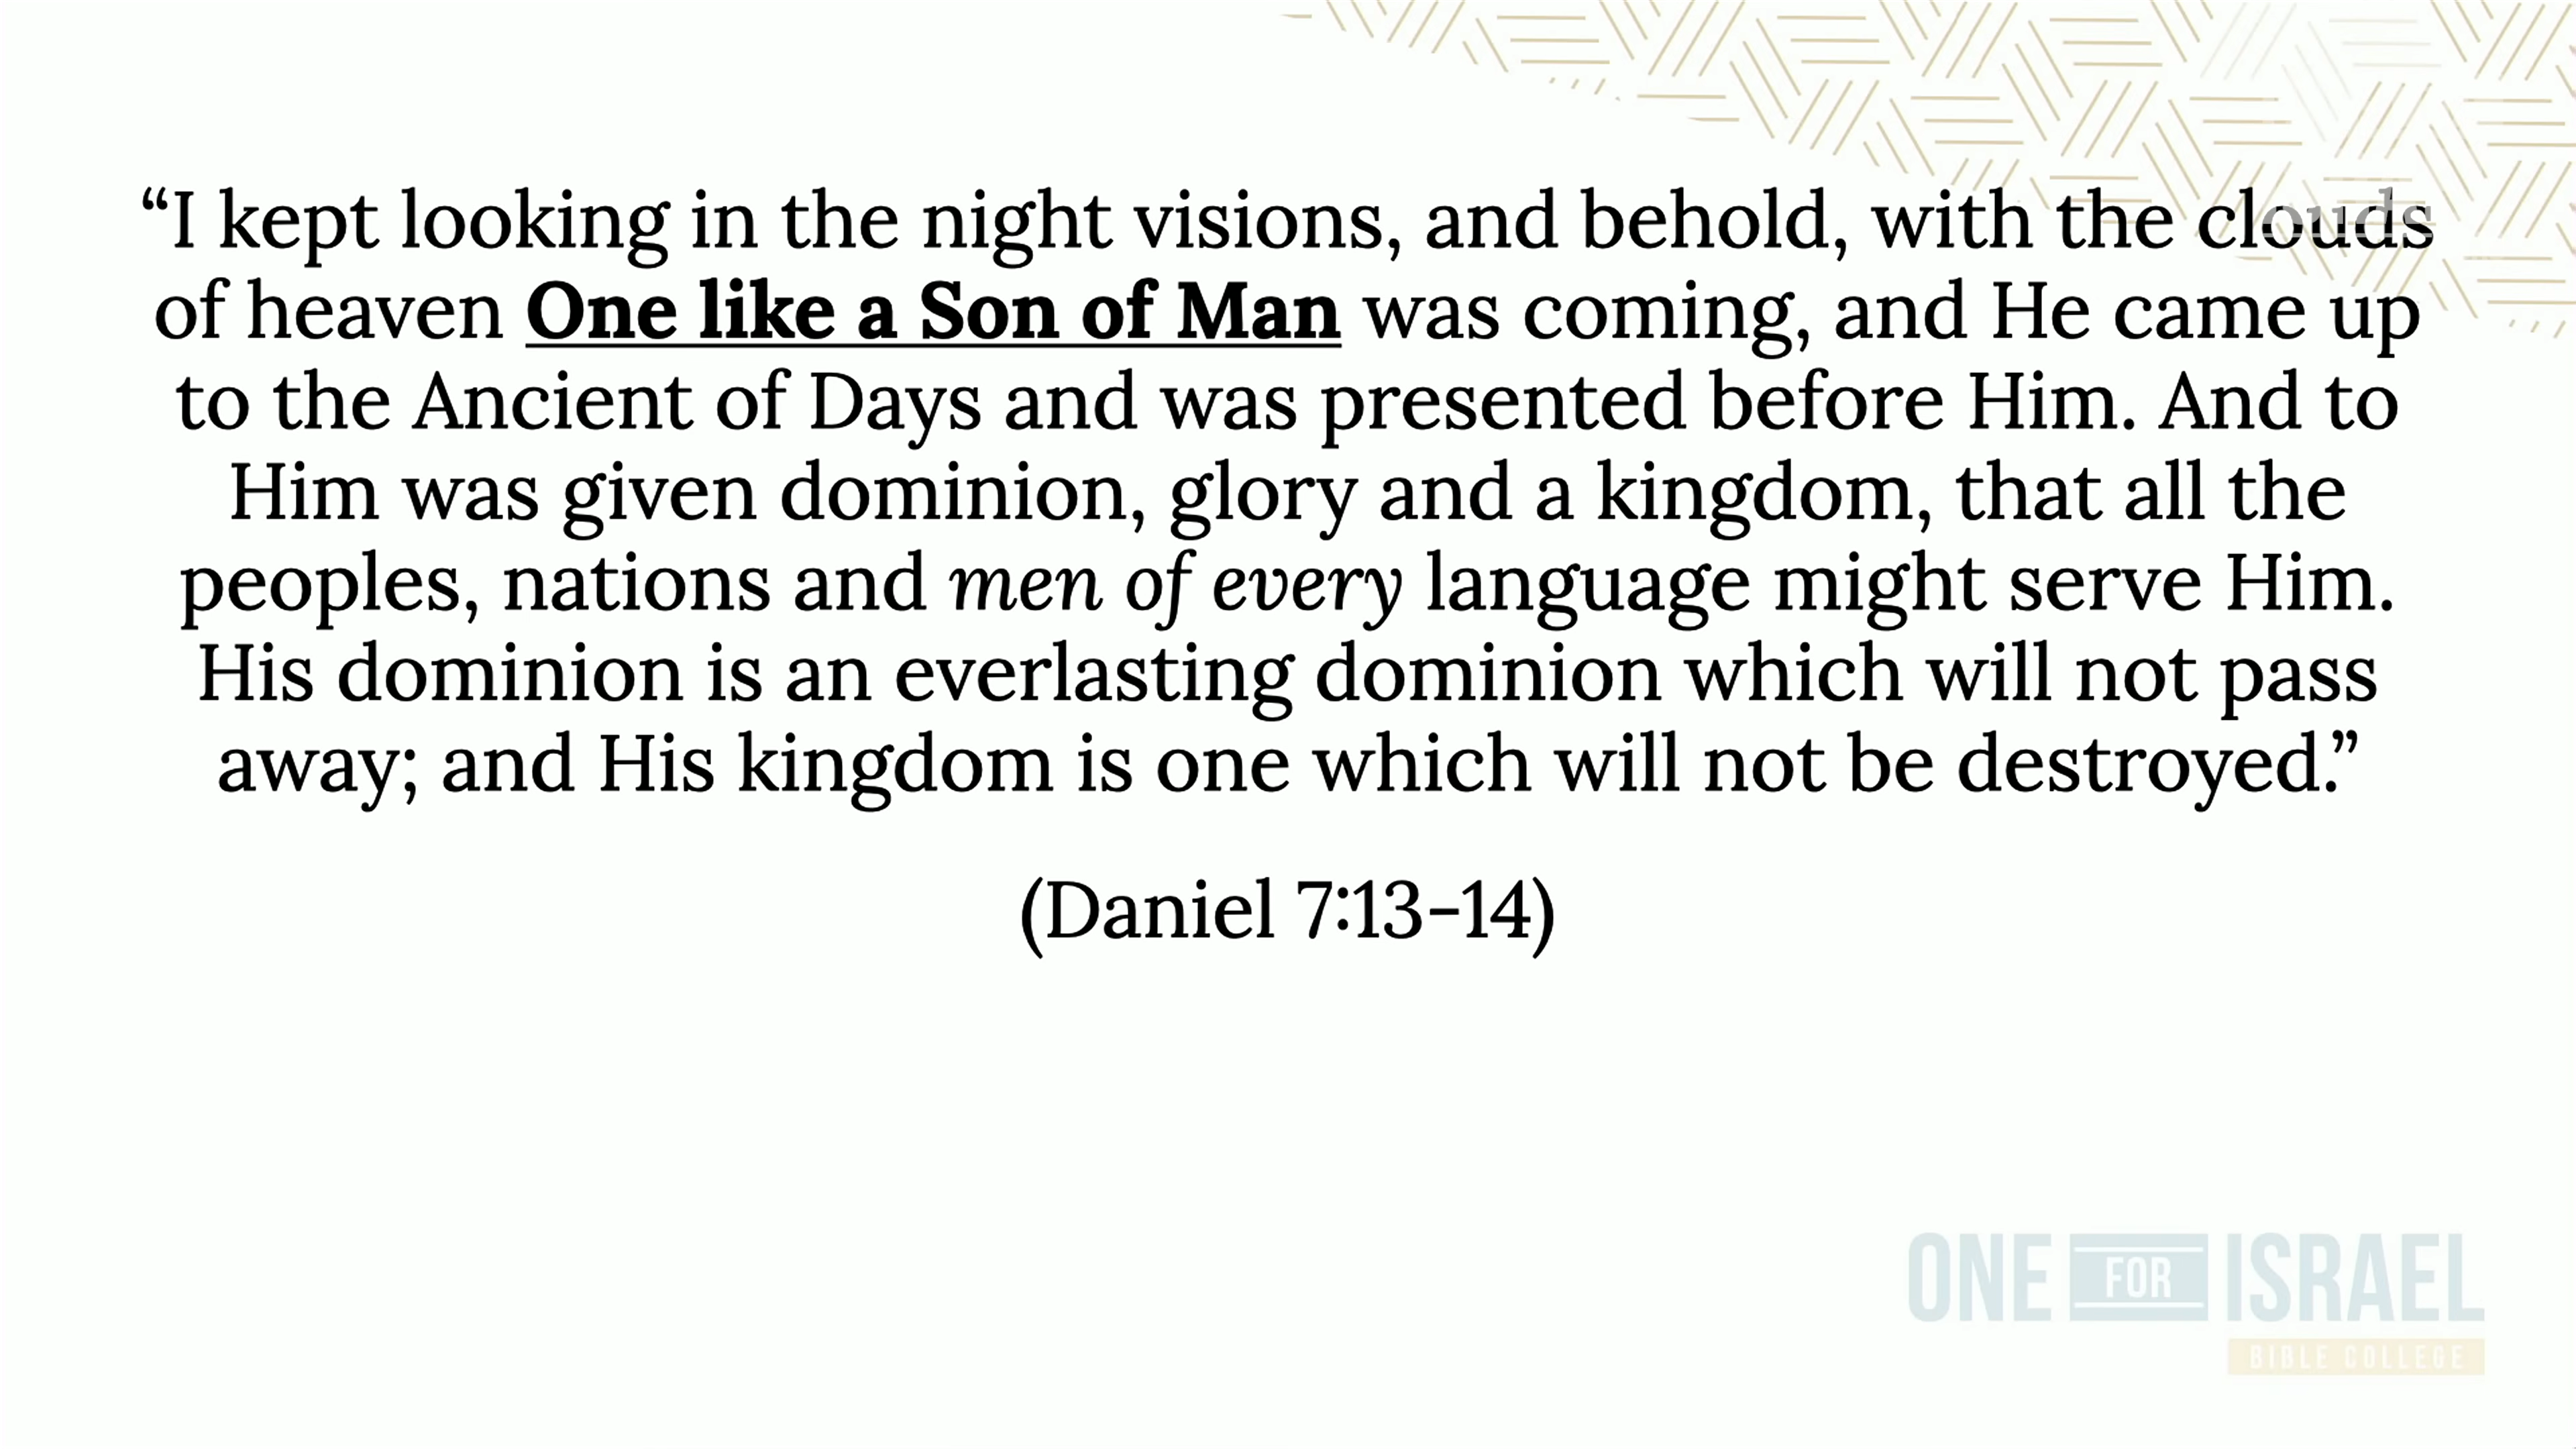 “I kept looking in the night visions, and behold, with the clouds
of heaven One like a Son of Man was coming, and He came up
to the Ancient of Days and was presented before Him. And to
Him was given dominion, glory and a kingdom, that all the
peoples, nations and men of every language might serve Him.
His dominion is an everlasting dominion which will not pass
away; and His kingdom is one which will not be destroyed.”
(Daniel 7:13-14)
ONE FOR ISRAEL
BIBLE COLLEGE